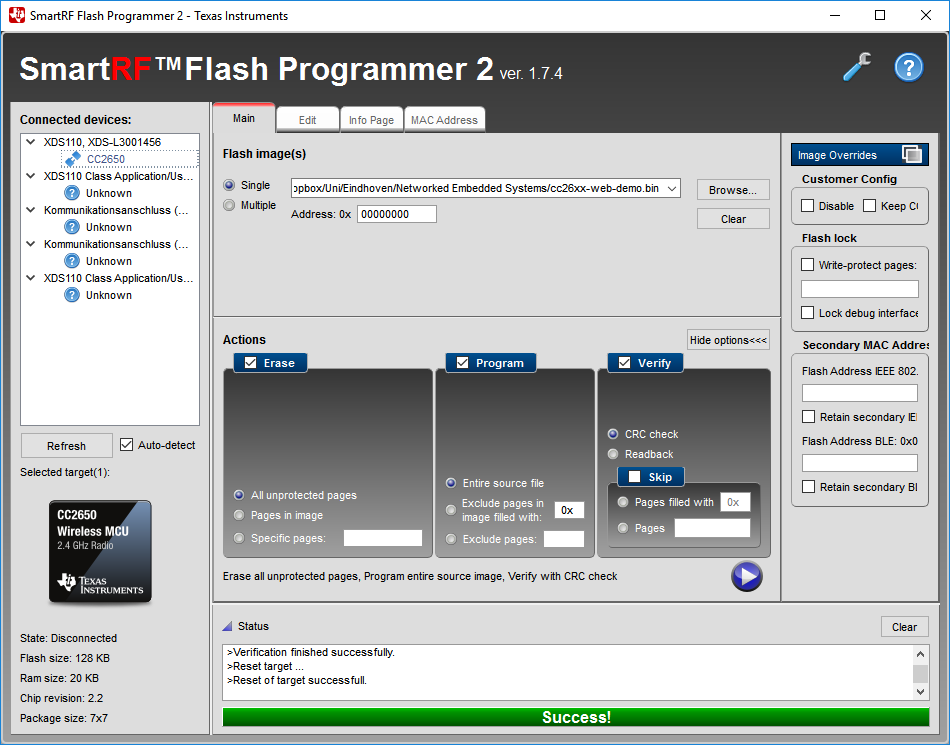 SmartRF Flash Programmer 2 - Texas Instruments
SmartRF™Flash Programmer 2 ver. 1.7.4
Connected devices:
XDS110, XDS-L3001456
CC2650
XDS110 Class Application/Us...
Unknown
Kommunikationsanschluss (...
Unknown
Kommunikationsanschluss (...
Unknown
XDS110 Class Application/Us...
Unknown
Refresh
Auto-detect
Selected target(1):
CC2650
Wireless MCU
2.4 GHz Radio
TEXAS
INSTRUMENTS
State: Disconnected
Flash size: 128 KB
Ram size: 20 KB
Chip revision: 2.2
Package size: 7x7
Main
Edit
Info Page
MAC Address
Flash image(s)
Single
opbox/Uni/Eindhoven/Networked Embedded Systems/cc26xx-web-demo.bin
Browse...
Multiple
Address: 0x 00000000
Clear
Actions
Hide options<<<
Erase
All unprotected pages
Pages in image
Specific pages:
Program
Entire source file
Exclude pages in
image filled with: 0x
Exclude pages:
Verify
CRC check
Readback
Skip
Pages filled with 0x
Pages
Erase all unprotected pages, Program entire source image, Verify with CRC check
Image Overrides
Customer Config
Disable Keep CC
Flash lock
Write-protect pages:
Lock debug interface
Secondary MAC Addres
Flash Address IEEE 802.
Retain secondary IEE
Flash Address BLE: 0x0
Retain secondary BL
Status
Clear
>Verification finished successfully.
>Reset target ...
>Reset of target successfull.
Success!